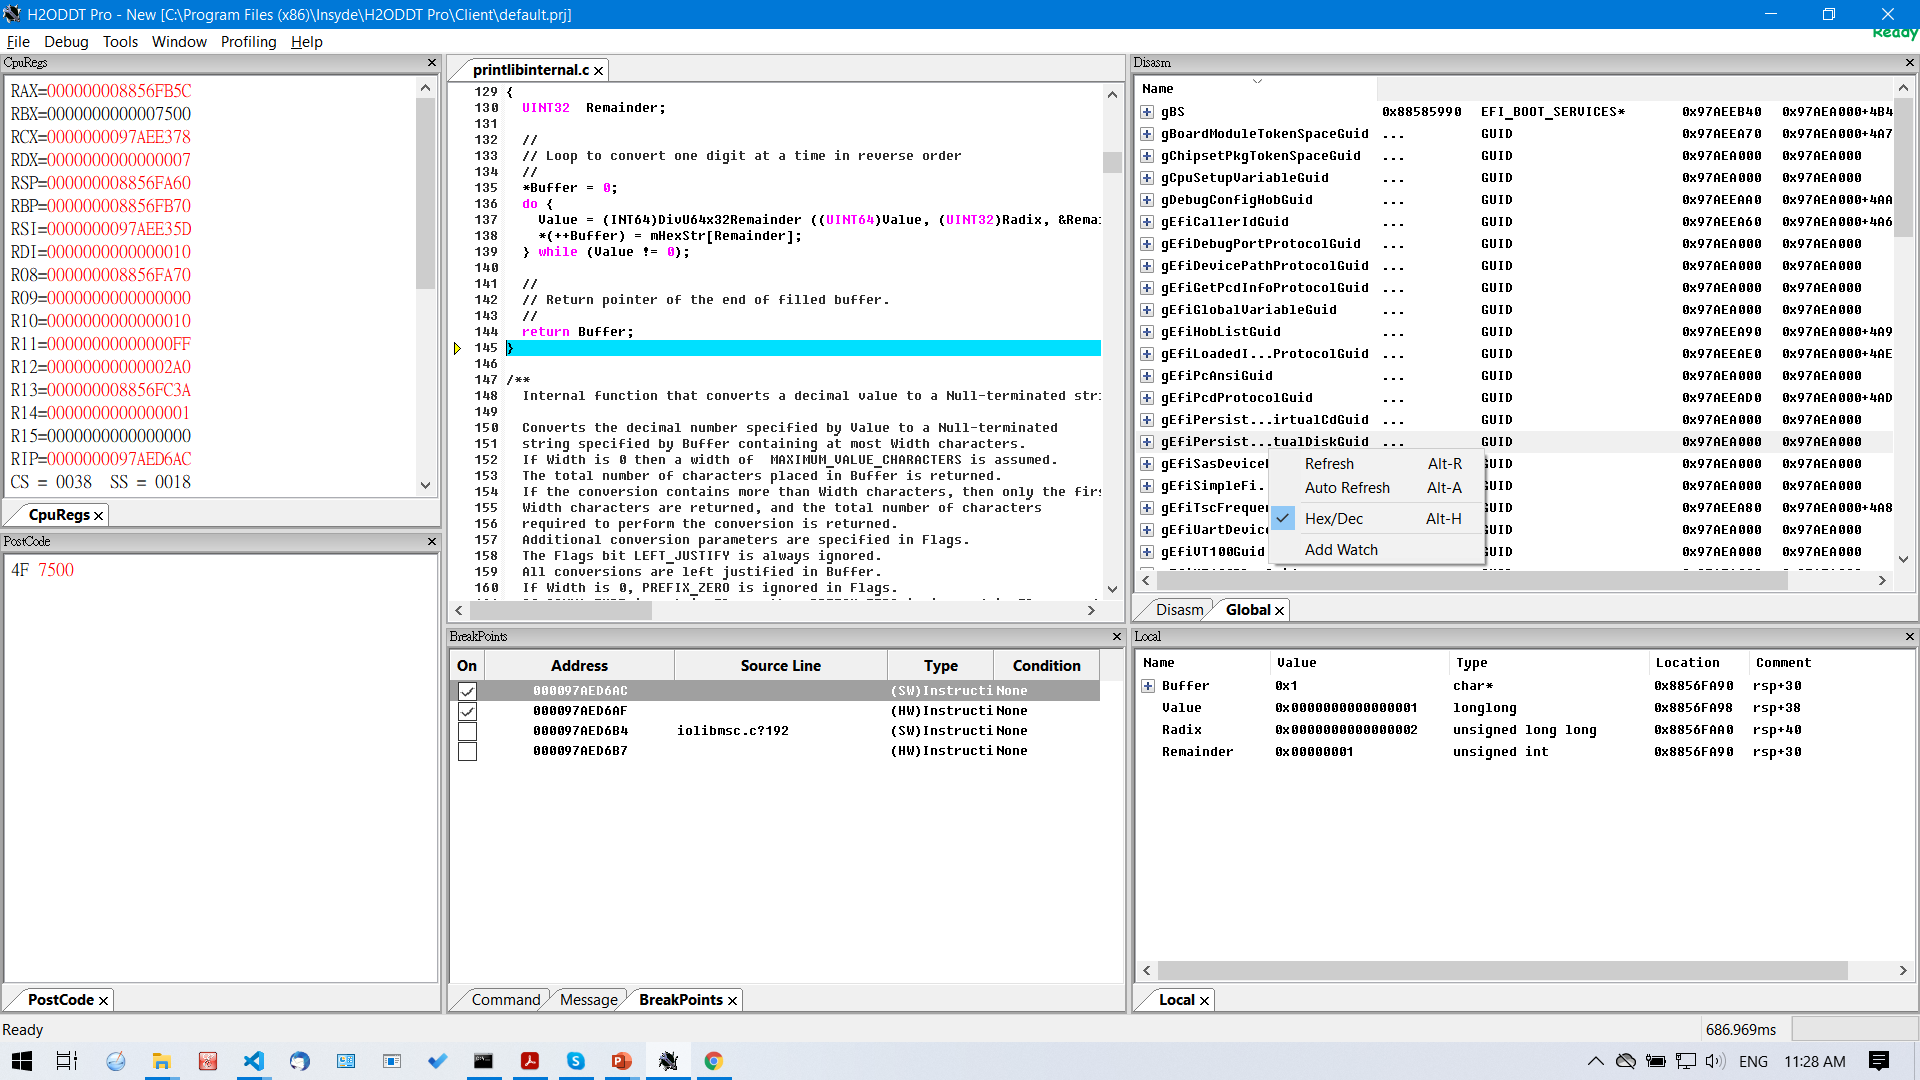 H2ODDT Pro - New [C:\Program Files (x86)\Insyde\H2ODDT Pro\Client\default.prj]
File Debug Tools Window Profiling Help
Ready
CpuRegs
RAX=000000008856FB5C
RBX=0000000000007500
RCX=0000000097AEE378
RDX=0000000000000007
RSP=000000008856FA60
RBP=000000008856FB70
RSI=0000000097AEE35D
RDI=0000000000000010
R08=000000008856FA70
R09=0000000000000000
R10=0000000000000010
R11=00000000000000FF
R12=00000000000002A0
R13=000000008856FC3A
R14=0000000000000001
R15=0000000000000000
RIP=0000000097AED6AC
CS = 0038 SS = 0018
CpuRegs
PostCode
4F 7500
PostCode
printlibinternal.c
129 {
130 UINT32 Remainder;
131
132 //
133 // Loop to convert one digit at a time in reverse order
134 //
135 *Buffer = 0;
136 do {
137 Value = (INT64)DivU64x32Remainder ((UINT64)Value, (UINT32)Radix, &Remai
138 *(++Buffer) = mHexStr[Remainder];
139 } while (Value != 0);
140
141 //
142 // Return pointer of the end of filled buffer.
143 //
144 return Buffer;
145 }
146
147 /**
148 Internal function that converts a decimal value to a Null-terminated stri
149
150 Converts the decimal number specified by Value to a Null-terminated
151 string specified by Buffer containing at most Width characters.
152 If Width is 0 then a width of MAXIMUM_VALUE_CHARACTERS is assumed.
153 The total number of characters placed in Buffer is returned.
154 If the conversion contains more than Width characters, then only the firs
155 Width characters are returned, and the total number of characters
156 required to perform the conversion is returned.
157 Additional conversion parameters are specified in Flags.
158 The Flags bit LEFT_JUSTIFY is always ignored.
159 All conversions are left justified in Buffer.
160 If Width is 0, PREFIX_ZERO is ignored in Flags.
BreakPoints
On Address Source Line Type Condition
000097AED6AC (SW)Instructi None
000097AED6AF (HW)Instructi None
000097AED6B4 iolibmsc.c?192 (SW)Instructi None
000097AED6B7 (HW)Instructi None
Command Message BreakPoints
Disasm
Name
gBS 0x88585990 EFI_BOOT_SERVICES* 0x97AEEB40 0x97AEA000+4B4
gBoardModuleTokenSpaceGuid ... GUID 0x97AEEA70 0x97AEA000+4A7
gChipsetPkgTokenSpaceGuid ... GUID 0x97AEA000 0x97AEA000
gCpuSetupVariableGuid ... GUID 0x97AEA000 0x97AEA000
gDebugConfigHobGuid ... GUID 0x97AEEAA0 0x97AEA000+4AA
gEfiCallerIdGuid ... GUID 0x97AEEA60 0x97AEA000+4A6
gEfiDebugPortProtocolGuid ... GUID 0x97AEA000 0x97AEA000
gEfiDevicePathProtocolGuid ... GUID 0x97AEA000 0x97AEA000
gEfiGetPcdInfoProtocolGuid ... GUID 0x97AEA000 0x97AEA000
gEfiGlobalVariableGuid ... GUID 0x97AEA000 0x97AEA000
gEfiHobListGuid ... GUID 0x97AEEA90 0x97AEA000+4A9
gEfiLoadedI...ProtocolGuid ... GUID 0x97AEEAE0 0x97AEA000+4AE
gEfiPcAnsiGuid ... GUID 0x97AEA000 0x97AEA000
gEfiPcdProtocolGuid ... GUID 0x97AEEAD0 0x97AEA000+4AD
gEfiPersist...irtualCdGuid ... GUID 0x97AEA000 0x97AEA000
gEfiPersist...tualDiskGuid ... GUID 0x97AEA000 0x97AEA000
gEfiSasDevice GUID 0x97AEA000 0x97AEA000
gEfiSimpleFi. GUID 0x97AEA000 0x97AEA000
gEfiTscFreque GUID 0x97AEEA80 0x97AEA000+4A8
gEfiUartDevic GUID 0x97AEA000 0x97AEA000
gEfiVT100Guid GUID 0x97AEA000 0x97AEA000
Refresh Alt-R
Auto Refresh Alt-A
Hex/Dec Alt-H
Add Watch
Disasm Global
Local
Name Value Type Location Comment
Buffer 0x1 char* 0x8856FA90 rsp+30
Value 0x0000000000000001 longlong 0x8856FA98 rsp+38
Radix 0x0000000000000002 unsigned long long 0x8856FAA0 rsp+40
Remainder 0x00000001 unsigned int 0x8856FA90 rsp+30
Local
Ready 686.969ms
ENG 11:28 AM